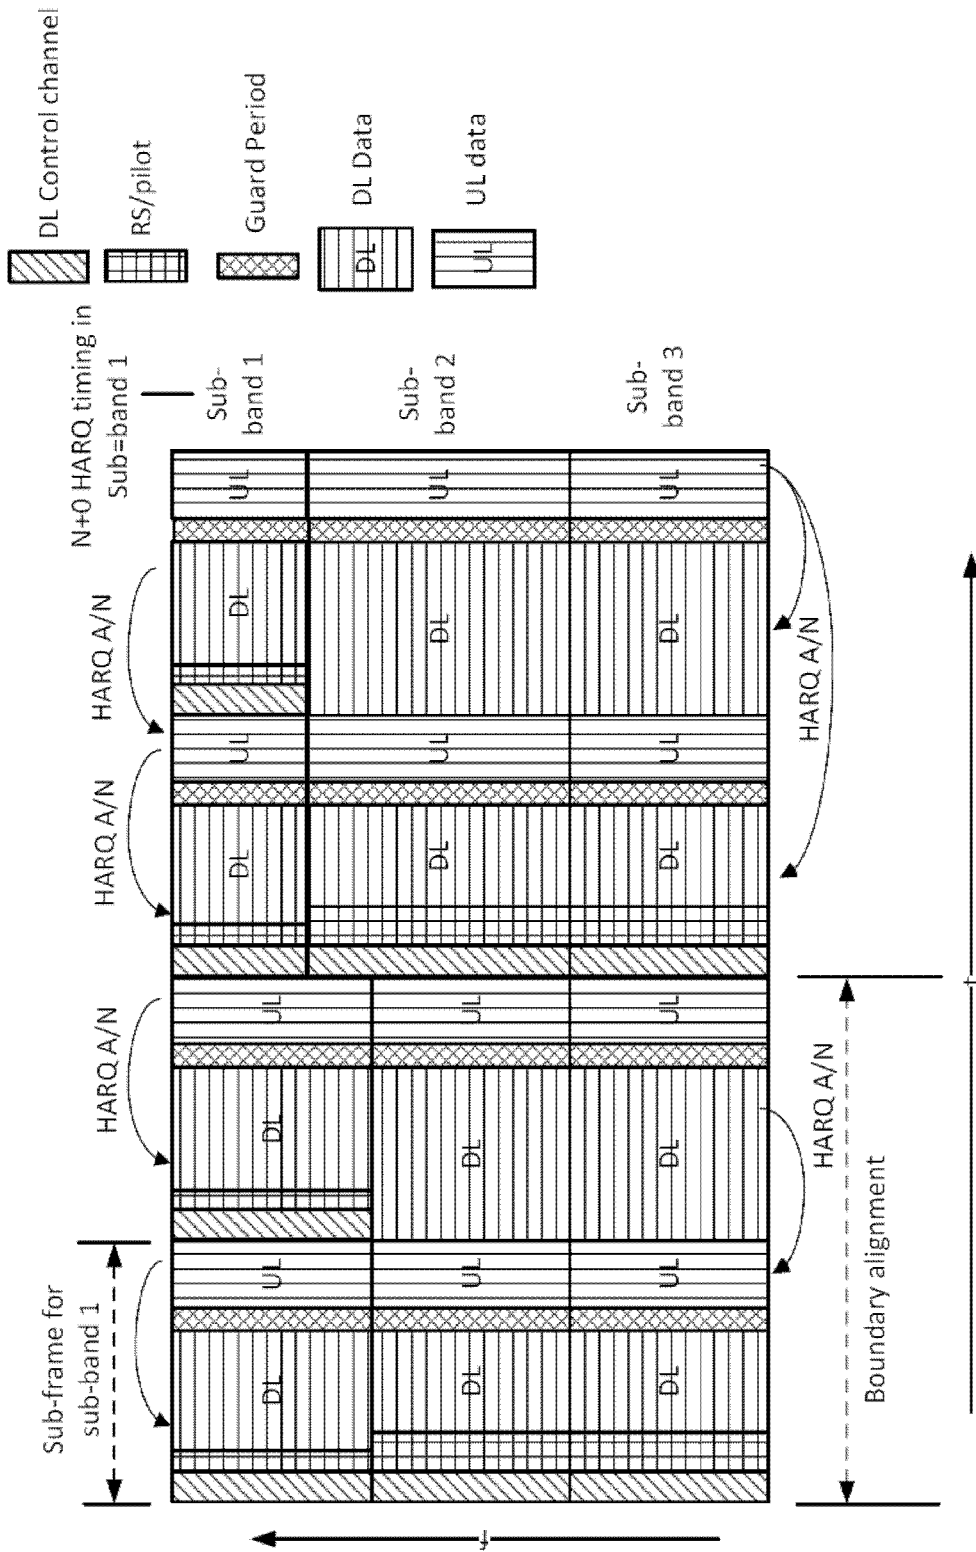 Sub-frame for
sub-band 1
HARQ A/N
HARQ A/N
HARQ A/N
N+0 HARQ timing in
Sub=band 1
DL Control channel
RS/pilot
Guard Period
DL
DL Data
UL
UL data
f
DL
UL
DL
UL
DL
UL
DL
UL
Sub-
band 1
DL
UL
DL
UL
DL
UL
DL
UL
Sub-
band 2
DL
UL
DL
UL
DL
UL
DL
UL
Sub-
band 3
HARQ A/N
HARQ A/N
Boundary alignment
t